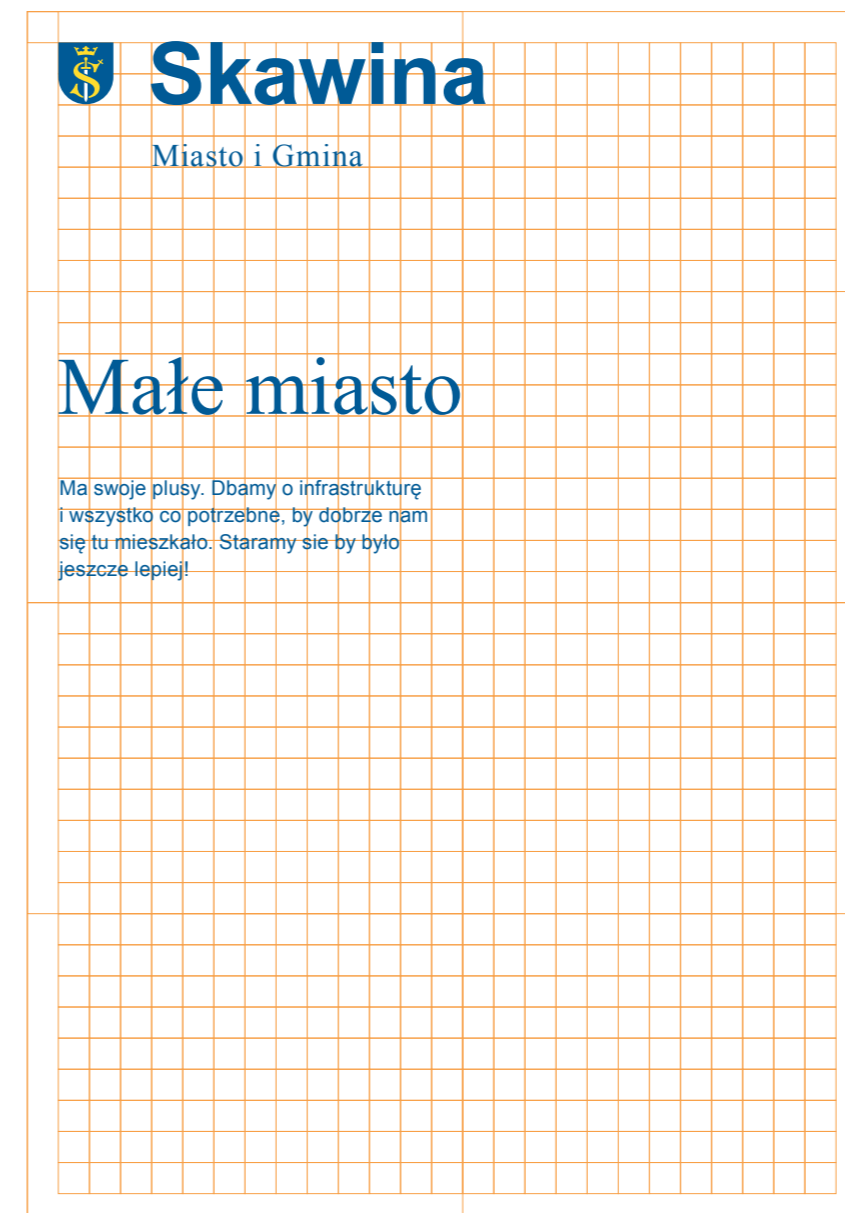 Skawina
Miasto i Gmina
Małe miasto
Ma swoje plusy. Dbamy o infrastrukturę
i wszystko co potrzebne, by dobrze nam
się tu mieszkało. Staramy sie by było
jeszcze lepiej!